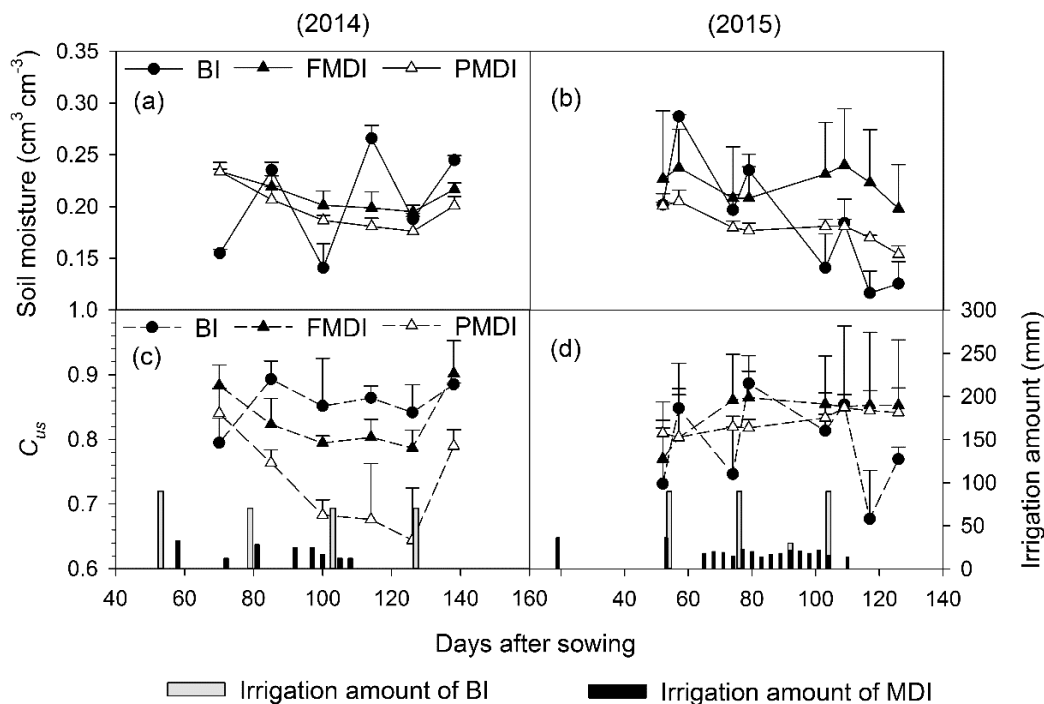 (2014)
(2015)
0.35
0.30
0.25
0.20
0.15
Soil moisture (cm³ cm⁻³)
BI FMDI PMDI
(a)
(b)
1.0
0.9
0.8
0.7
0.6
Cus
BI FMDI PMDI
(c)
(d)
300
250
200
150
100
50
0
Irrigation amount (mm)
40 60 80 100 120 140 160
20 40 60 80 100 120 140
Days after sowing
Irrigation amount of BI
Irrigation amount of MDI